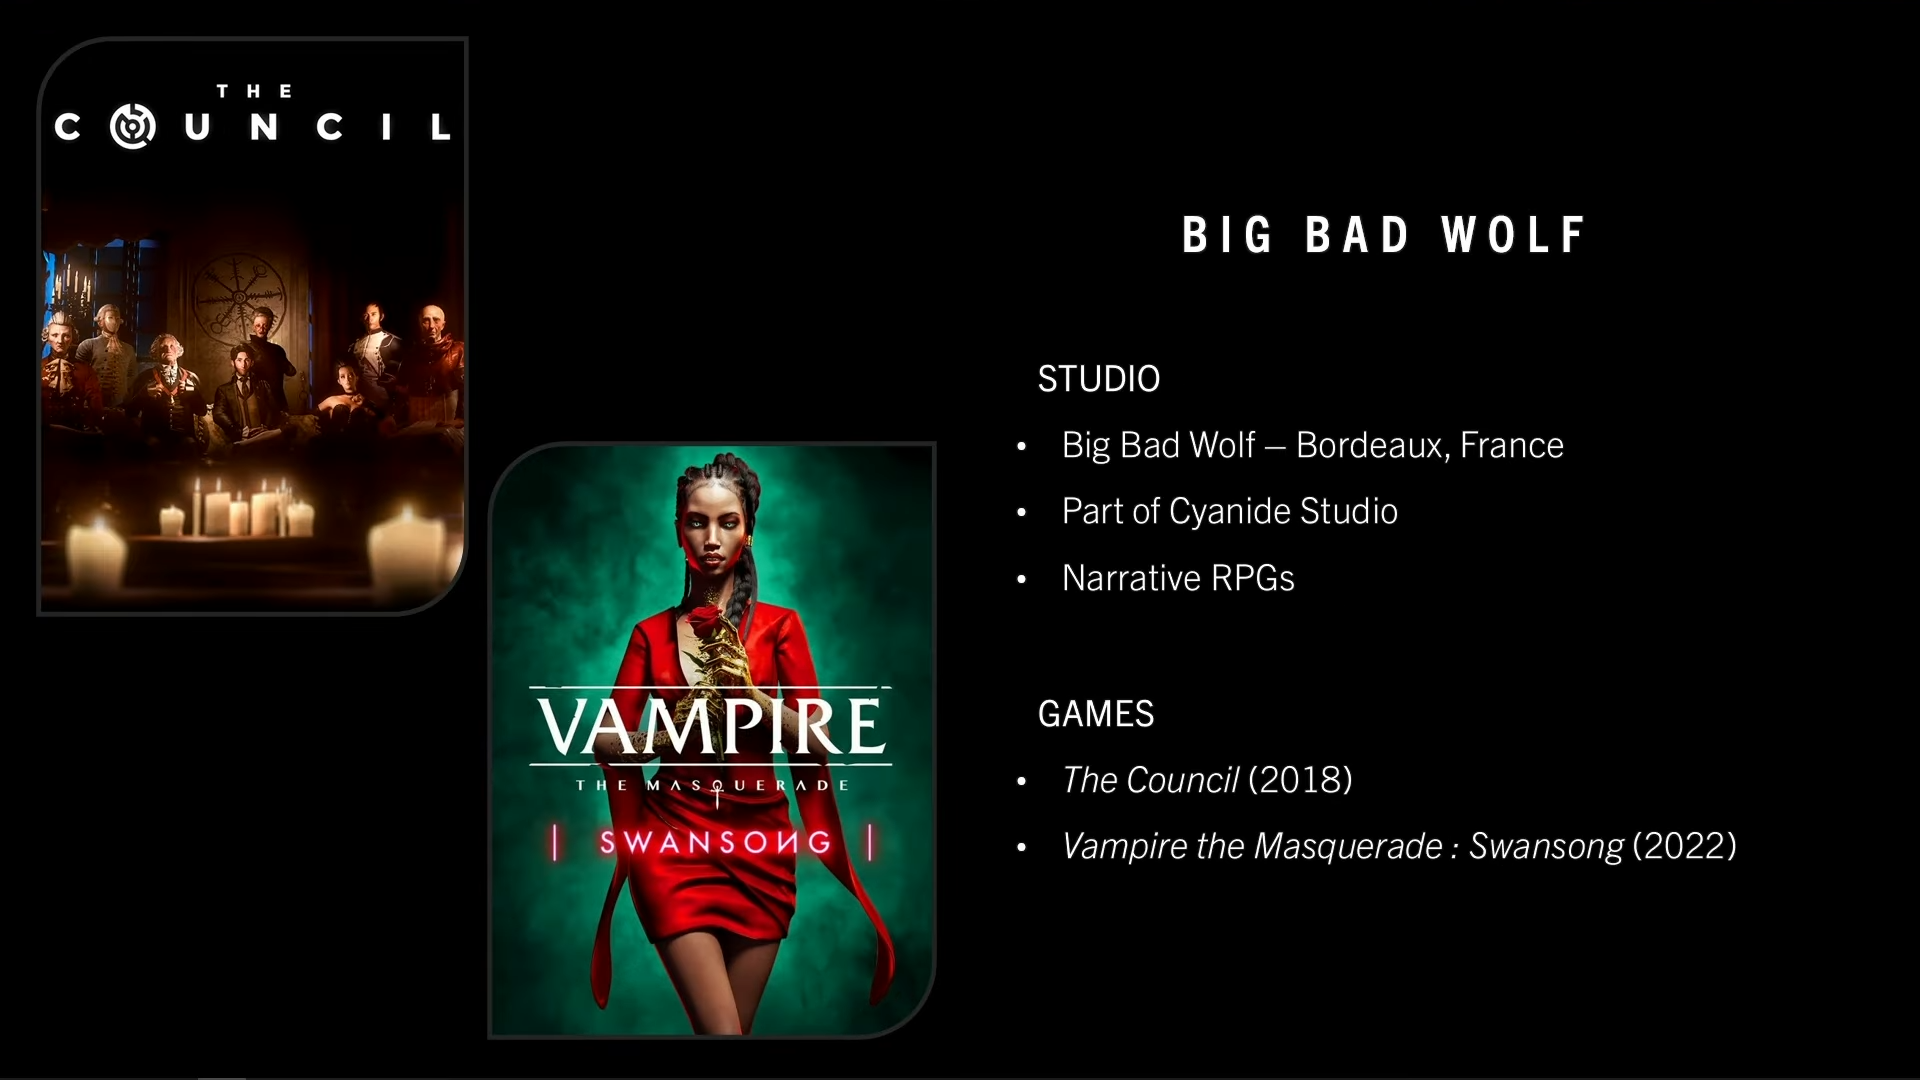 THE
COUNCIL
VAMPIRE
THE MASQUERADE
| SWANSONG |
BIG BAD WOLF
STUDIO
• Big Bad Wolf – Bordeaux, France
• Part of Cyanide Studio
• Narrative RPGs
GAMES
• The Council (2018)
• Vampire the Masquerade : Swansong (2022)